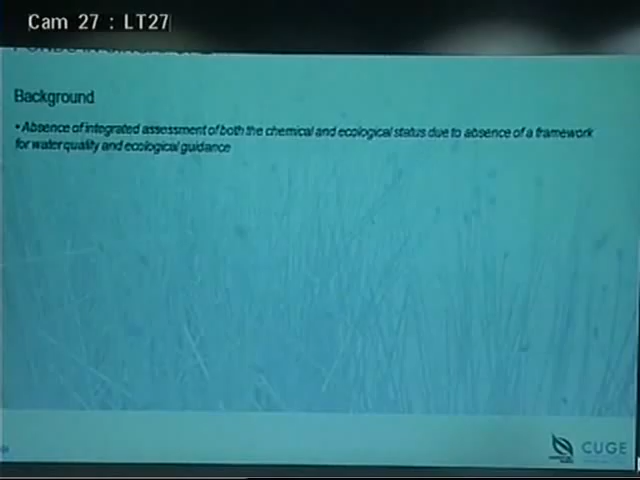 Cam 27 : LT27
Background
• Absence of integrated assessment of both the chemical and ecological status due to absence of a framework
for water quality and ecological guidance
CUGE